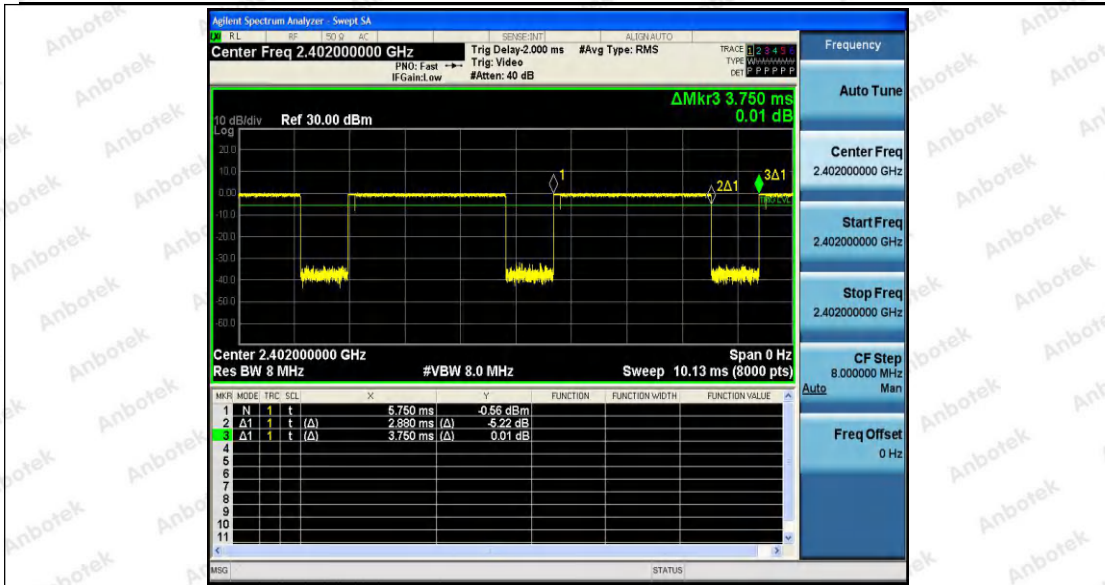 Agilent Spectrum Analyzer - Swept SA
RL RF 50 Ω AC SENSE:INT ALIGNAUTO
Center Freq 2.402000000 GHz
PNO: Fast
IFGain:Low
Trig Delay-2.000 ms
Trig: Video
#Atten: 40 dB
#Avg Type: RMS
TRACE 1 2 3 4 5 6
TYPE W
DET P P P P P P
ΔMkr3 3.750 ms
0.01 dB
10 dB/div Ref 30.00 dBm
Log
20.0
10.0
0.00
-10.0
-20.0
-30.0
-40.0
-50.0
-60.0
1
2Δ1
3Δ1
TRIG LVL
Center 2.402000000 GHz Span 0 Hz
Res BW 8 MHz #VBW 8.0 MHz Sweep 10.13 ms (8000 pts)
MKR MODE TRC SCL X Y FUNCTION FUNCTION WIDTH FUNCTION VALUE
1 N 1 t 5.750 ms -0.56 dBm
2 Δ1 1 t (Δ) 2.880 ms (Δ) -5.22 dB
3 Δ1 1 t (Δ) 3.750 ms (Δ) 0.01 dB
4
5
6
7
8
9
10
11
MSG STATUS
Frequency
Auto Tune
Center Freq
2.402000000 GHz
Start Freq
2.402000000 GHz
Stop Freq
2.402000000 GHz
CF Step
8.000000 MHz
Auto Man
Freq Offset
0 Hz
Anbotek